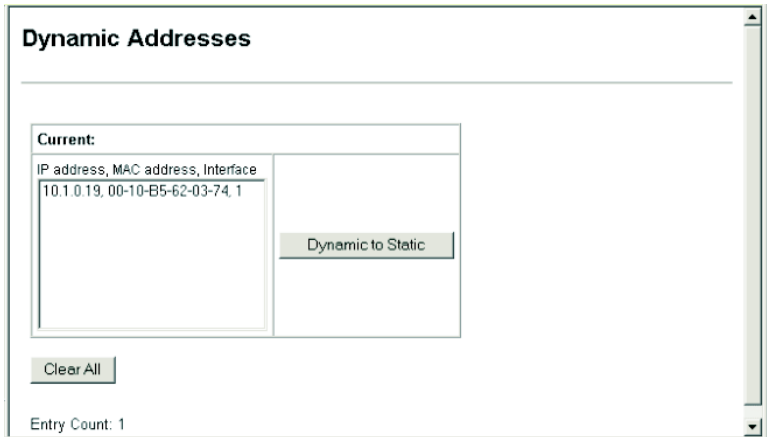 Dynamic Addresses
Current:
IP address, MAC address, Interface
10.1.0.19, 00-10-B5-62-03-74, 1
Dynamic to Static
Clear All
Entry Count: 1